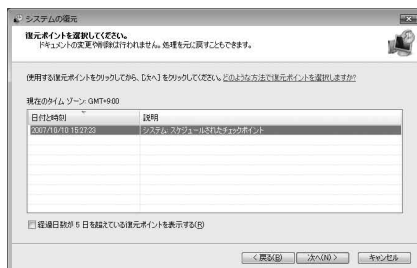 システムの復元
復元ポイントを選択してください。
ドキュメントの変更や削除は行われません。処理を元に戻すこともできます。
使用する復元ポイントをクリックしてから、[次へ] をクリックしてください。どのような方法で復元ポイントを選択しますか?
現在のタイム ゾーン: GMT+9:00
日付と時刻 説明
2007/10/10 15:27:23 システム: スケジュールされたチェックポイント
経過日数が 5 日を超えている復元ポイントを表示する(R)
< 戻る(B) 次へ(N) > キャンセル